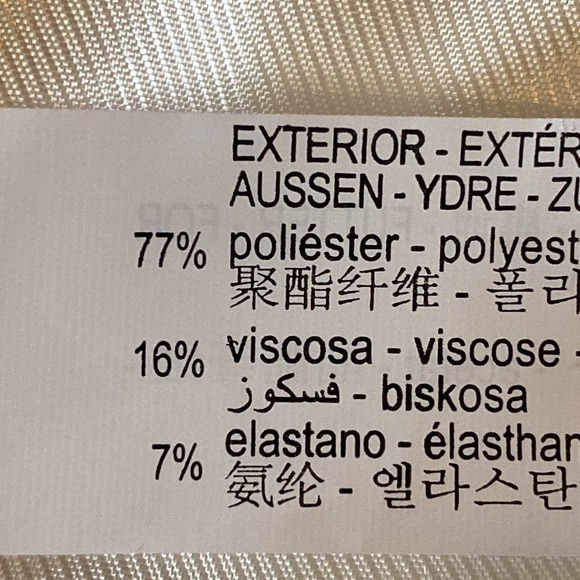 EXTERIOR - EXTÉR
AUSSEN - YDRE - ZU
77% poliéster - polyest
聚酯纤维 - 폴리
16% viscosa - viscose -
فسكوز - biskosa
7% elastano - élasthan
氨纶 - 엘라스탄